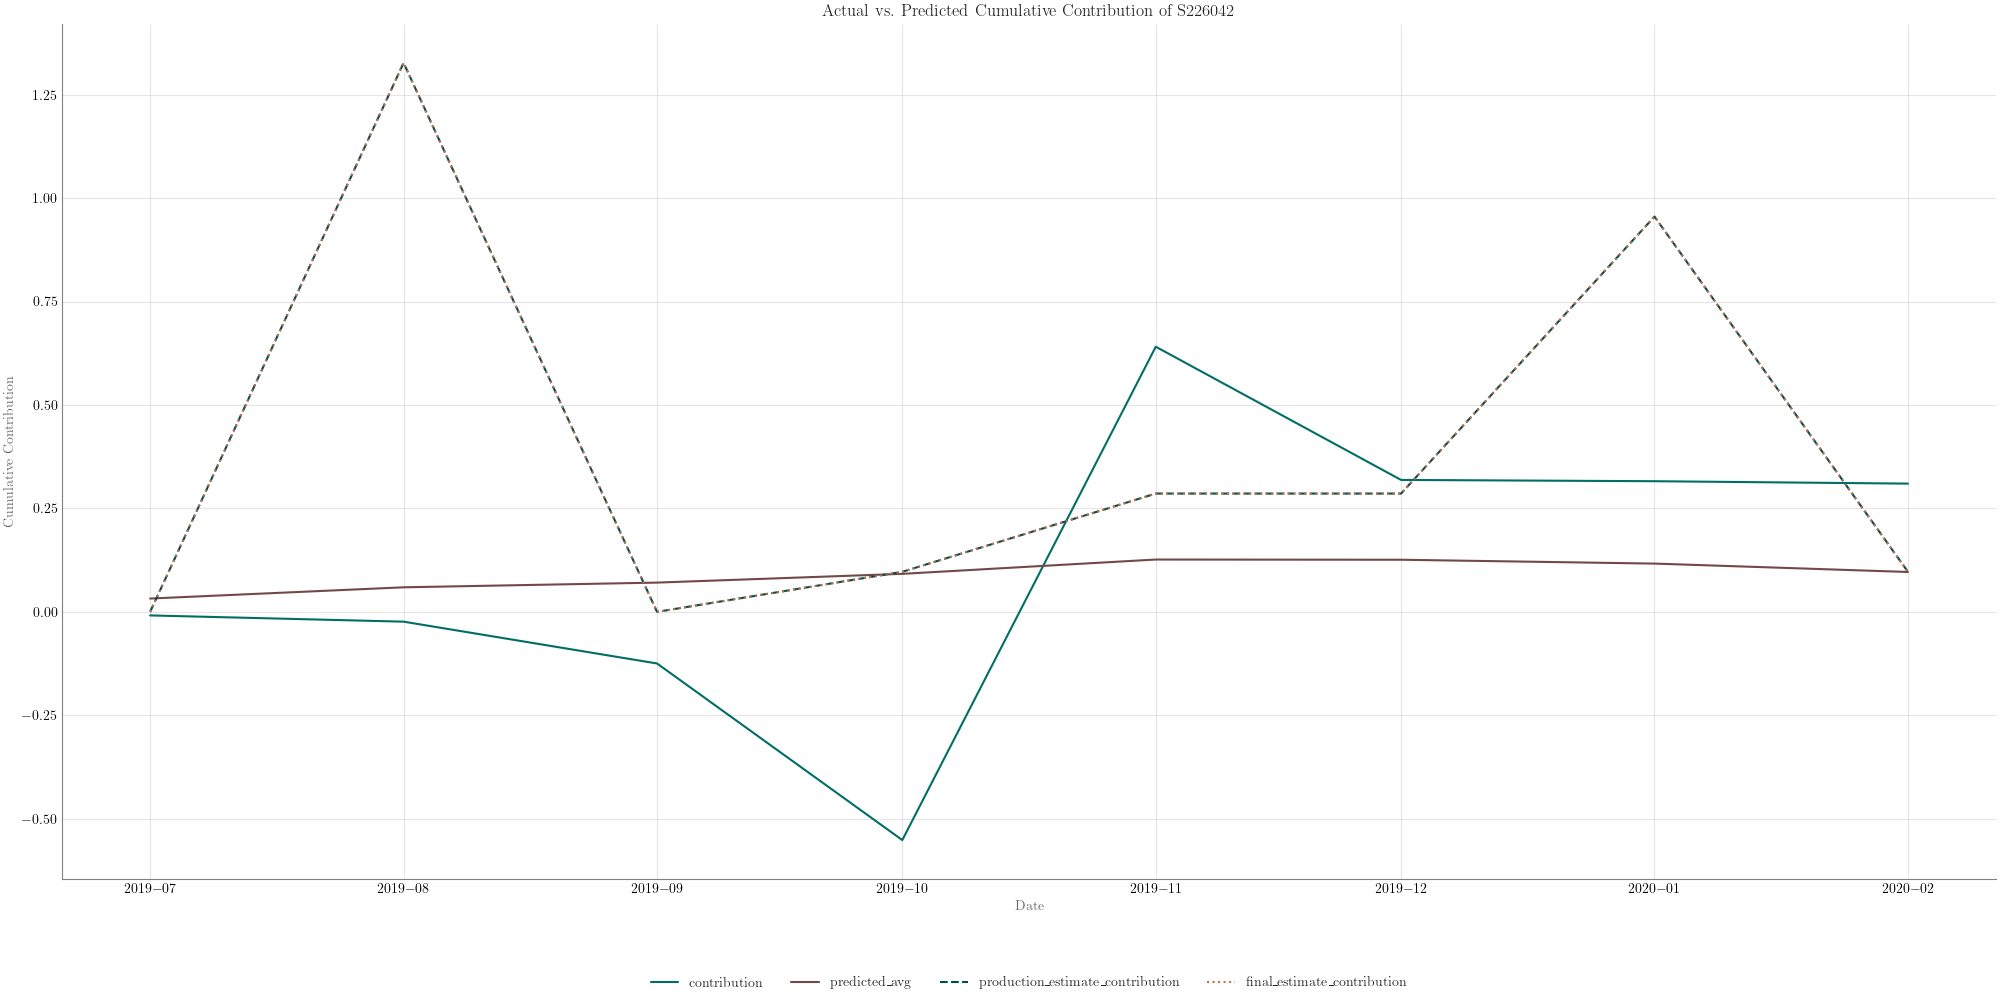 Actual vs. Predicted Cumulative Contribution of S226042
Cumulative Contribution
1.25
1.00
0.75
0.50
0.25
0.00
−0.25
−0.50
2019−07 2019−08 2019−09 2019−10 2019−11 2019−12 2020−01 2020−02
Date
contribution predicted_avg production_estimate_contribution final_estimate_contribution